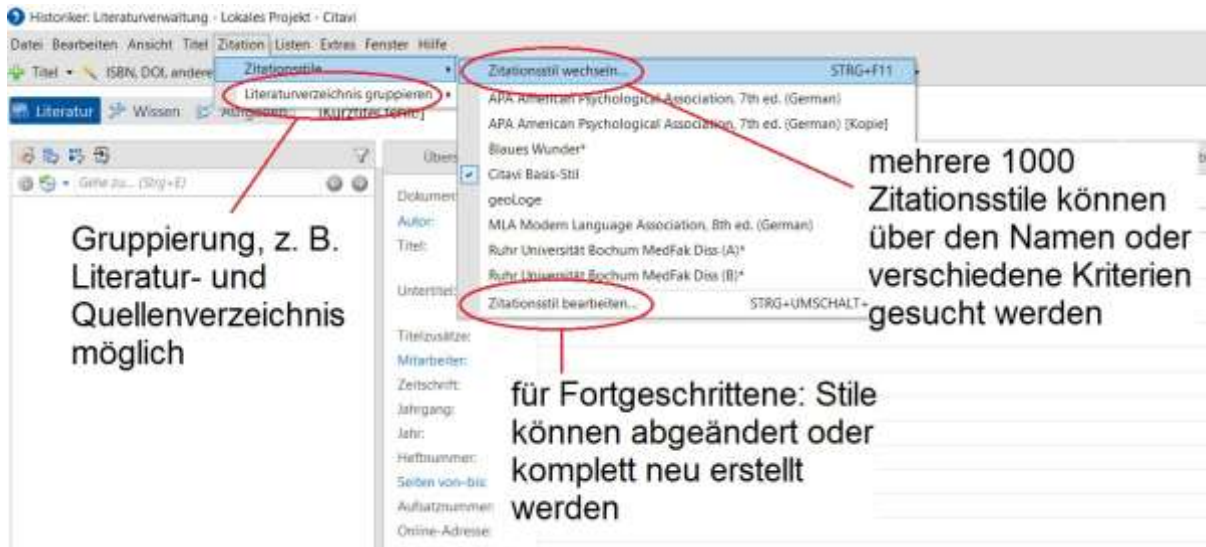 Historiker: Literaturverwaltung - Lokales Projekt - Citavi
Datei Bearbeiten Ansicht Titel Zitation Listen Extras Fenster Hilfe
Titel ISBN, DOI, andere
Zitationsstile
Zitationsstil wechseln... STRG+F11
Literaturverzeichnis gruppieren
APA American Psychological Association, 7th ed. (German)
Literatur Wissen Aufgaben
APA American Psychological Association, 7th ed. (German) [Kopie]
Blaues Wunder*
Gehe zu... (Strg+E)
Citavi Basis-Stil
geoLoge
MLA Modern Language Association, 8th ed. (German)
Ruhr Universität Bochum MedFak Diss (A)*
Ruhr Universität Bochum MedFak Diss (B)*
Zitationsstil bearbeiten... STRG+UMSCHALT+
mehrere 1000
Zitationsstile können
über den Namen oder
verschiedene Kriterien
gesucht werden
Gruppierung, z. B.
Literatur- und
Quellenverzeichnis
möglich
Autor:
Titel:
Untertitel:
Titelzusätze:
Mitarbeiter:
Zeitschrift:
Jahrgang:
Jahr:
Heftnummer:
Seiten von-bis:
Aufsatznummer:
Online-Adresse:
für Fortgeschrittene: Stile
können abgeändert oder
komplett neu erstellt
werden